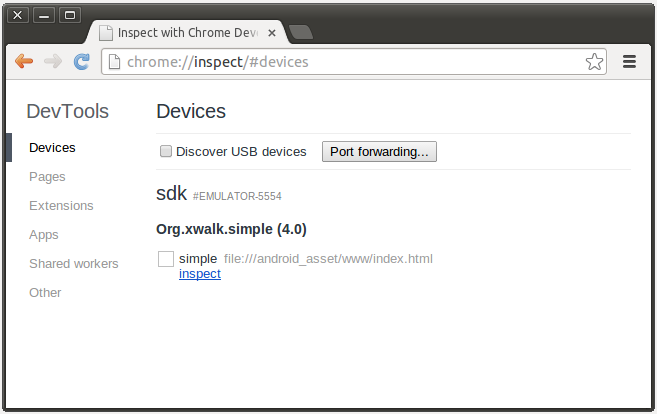 Inspect with Chrome Dev
chrome://inspect/#devices
DevTools
Devices
Pages
Extensions
Apps
Shared workers
Other
Devices
Discover USB devices
Port forwarding...
sdk #EMULATOR-5554
Org.xwalk.simple (4.0)
simple file:///android_asset/www/index.html
inspect